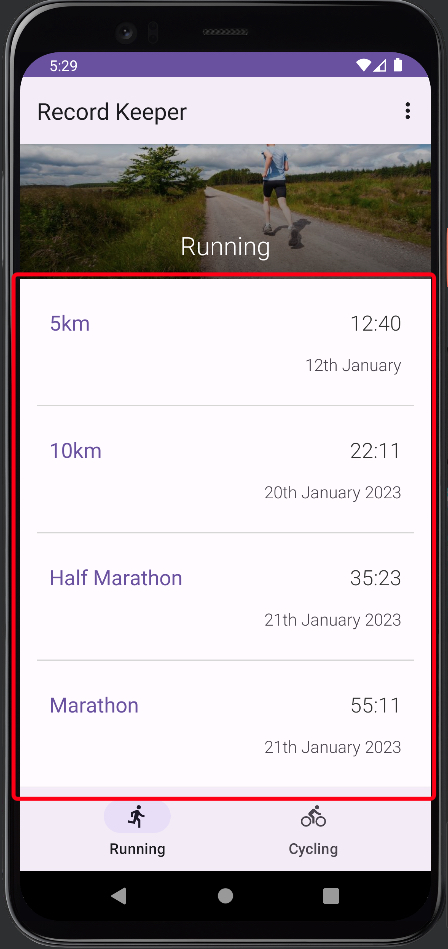 5:29
Record Keeper
Running
5km 12:40
12th January
10km 22:11
20th January 2023
Half Marathon 35:23
21th January 2023
Marathon 55:11
21th January 2023
Running Cycling